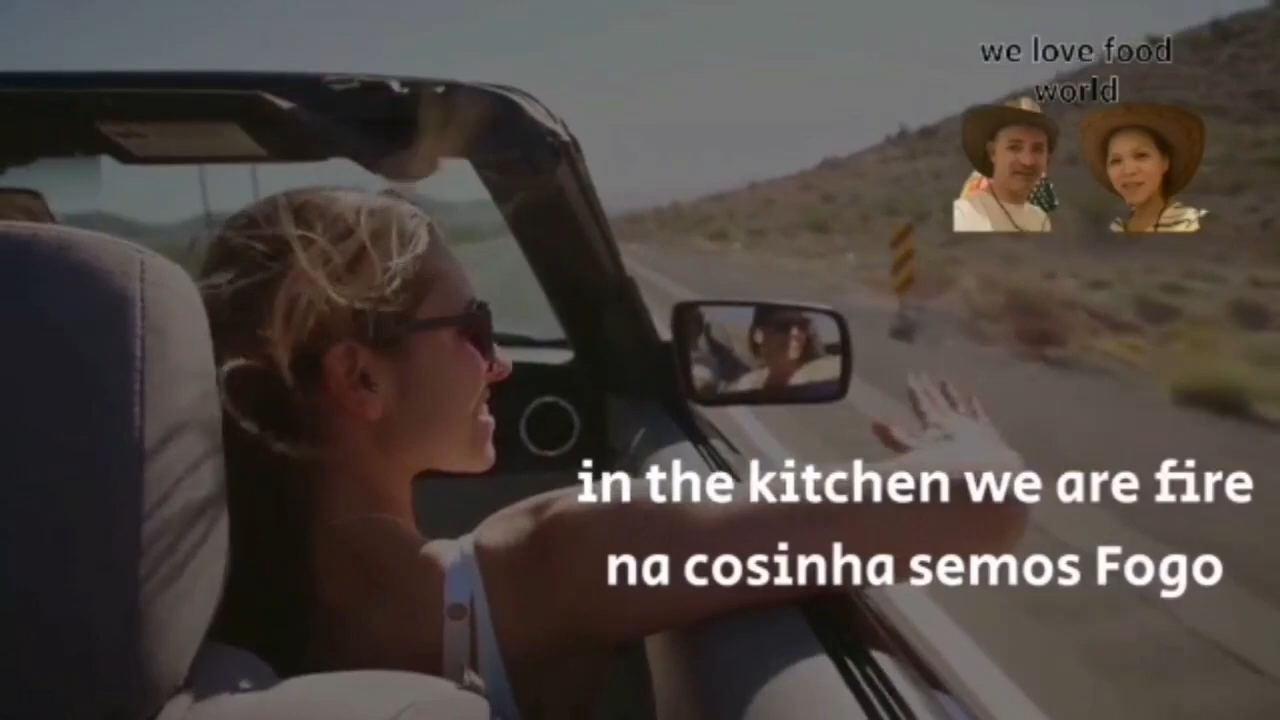 we love food
world
in the kitchen we are fire
na cosinha semos Fogo